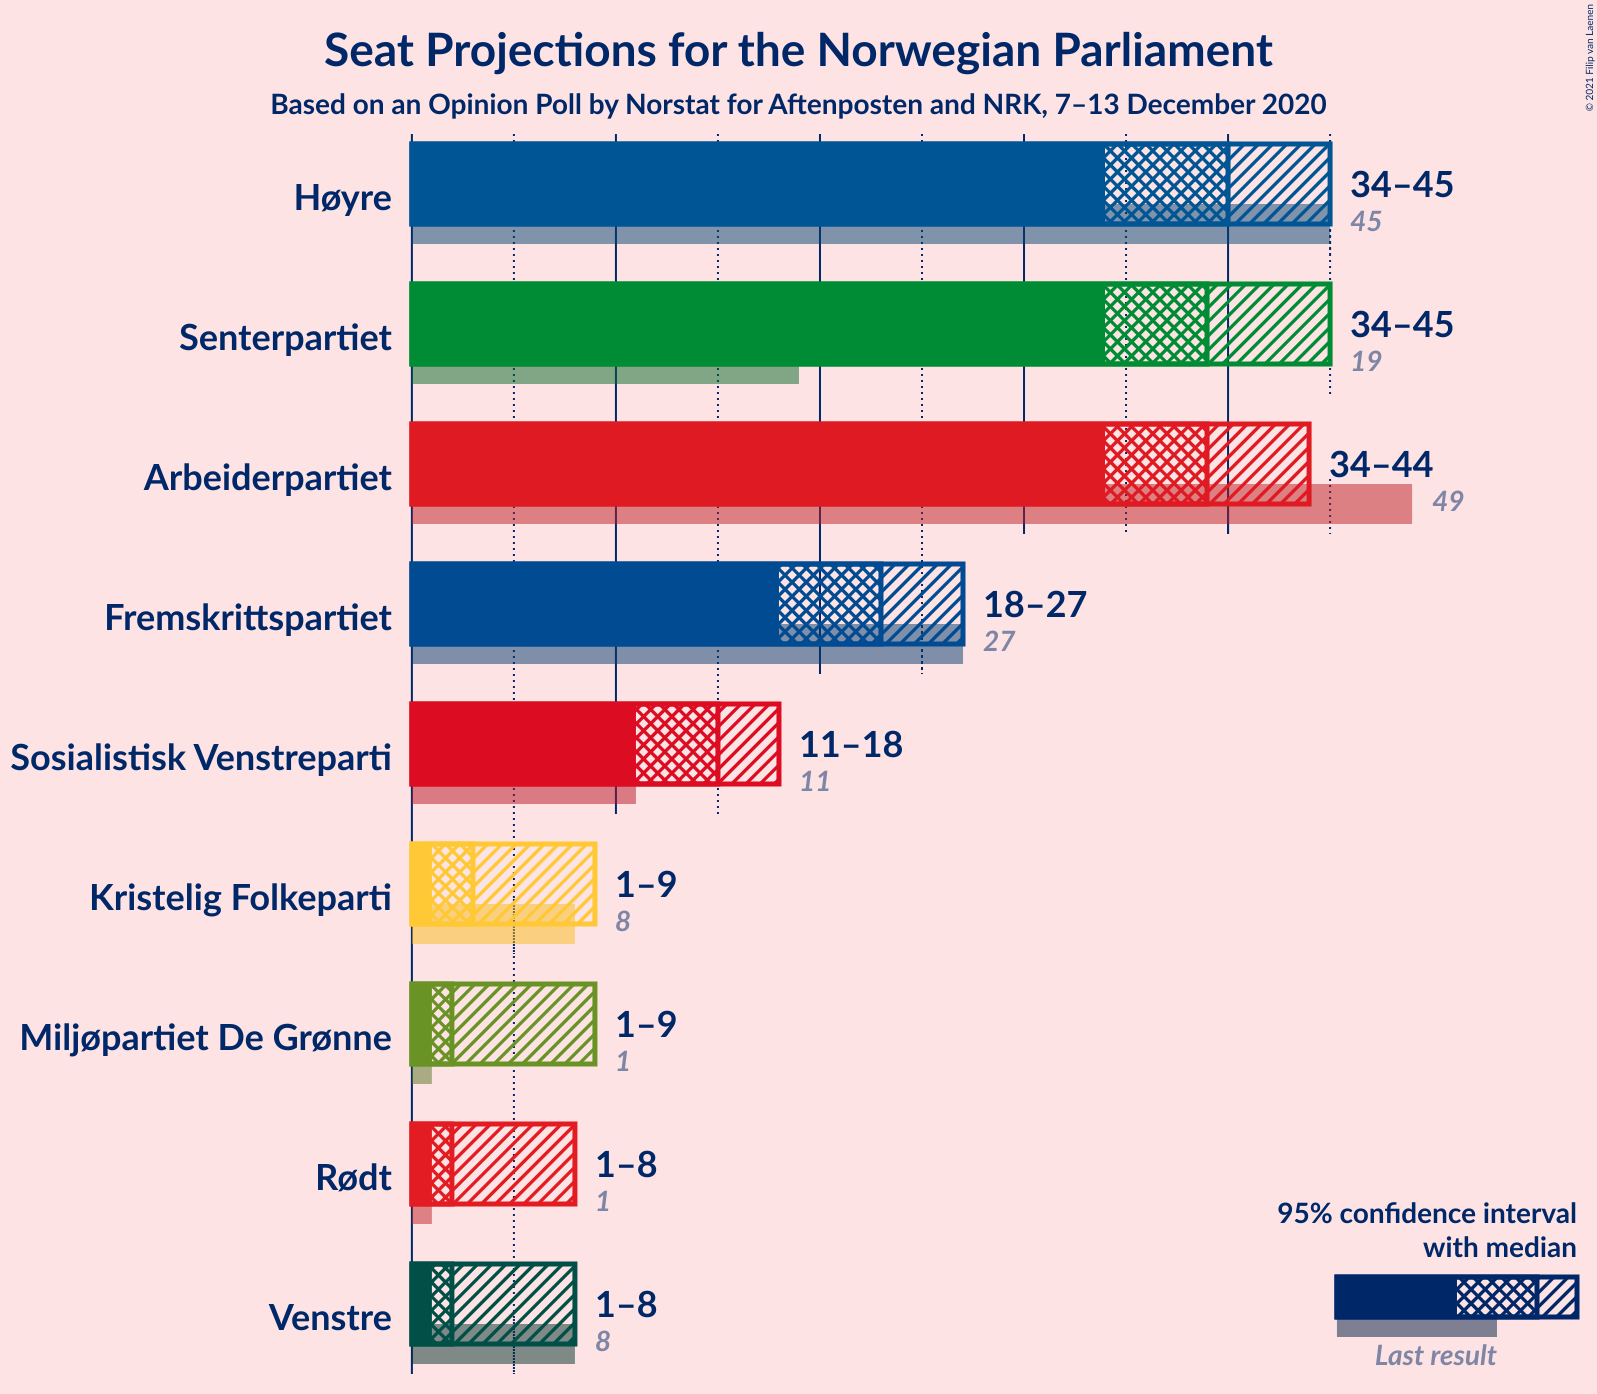 Seat Projections for the Norwegian Parliament
Based on an Opinion Poll by Norstat for Aftenposten and NRK, 7–13 December 2020
© 2021 Filip van Laenen
Høyre
34–45
45
Senterpartiet
34–45
19
Arbeiderpartiet
34–44
49
Fremskrittspartiet
18–27
27
Sosialistisk Venstreparti
11–18
11
Kristelig Folkeparti
1–9
8
Miljøpartiet De Grønne
1–9
1
Rødt
1–8
1
Venstre
1–8
8
95% confidence interval
with median
Last result